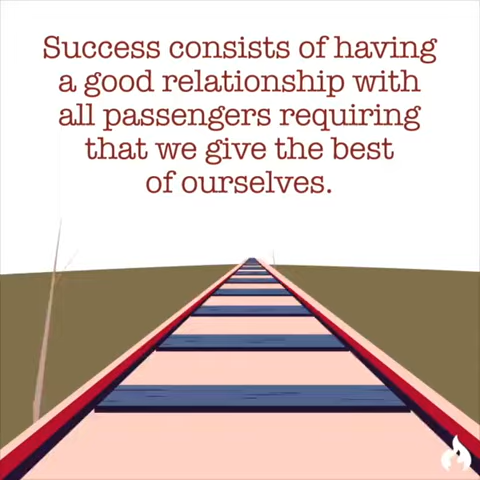 Success consists of having
a good relationship with
all passengers requiring
that we give the best
of ourselves.